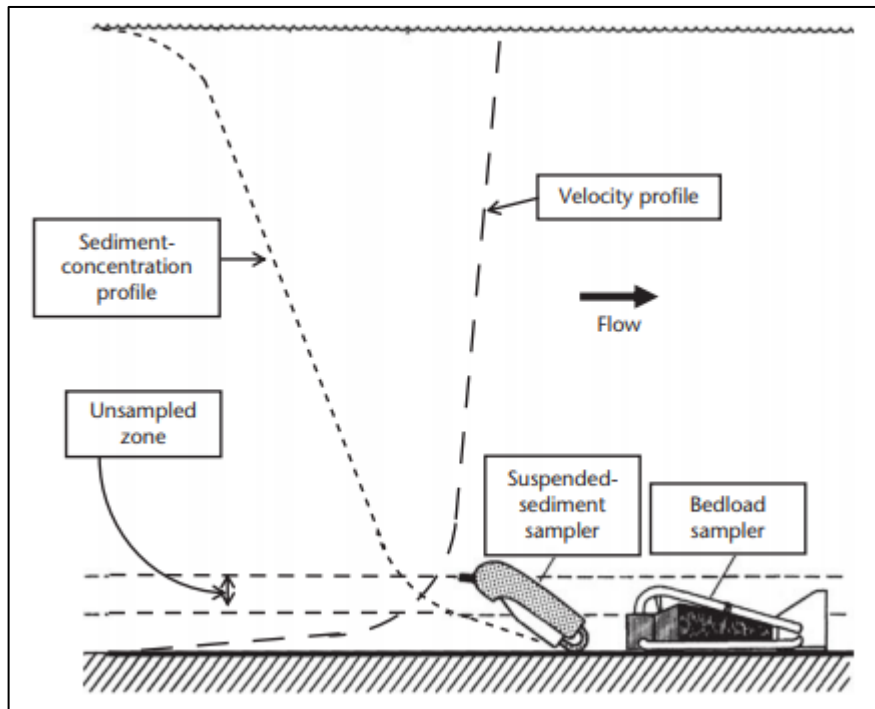 Velocity profile
Sediment-
concentration
profile
Flow
Unsampled
zone
Suspended-
sediment
sampler
Bedload
sampler